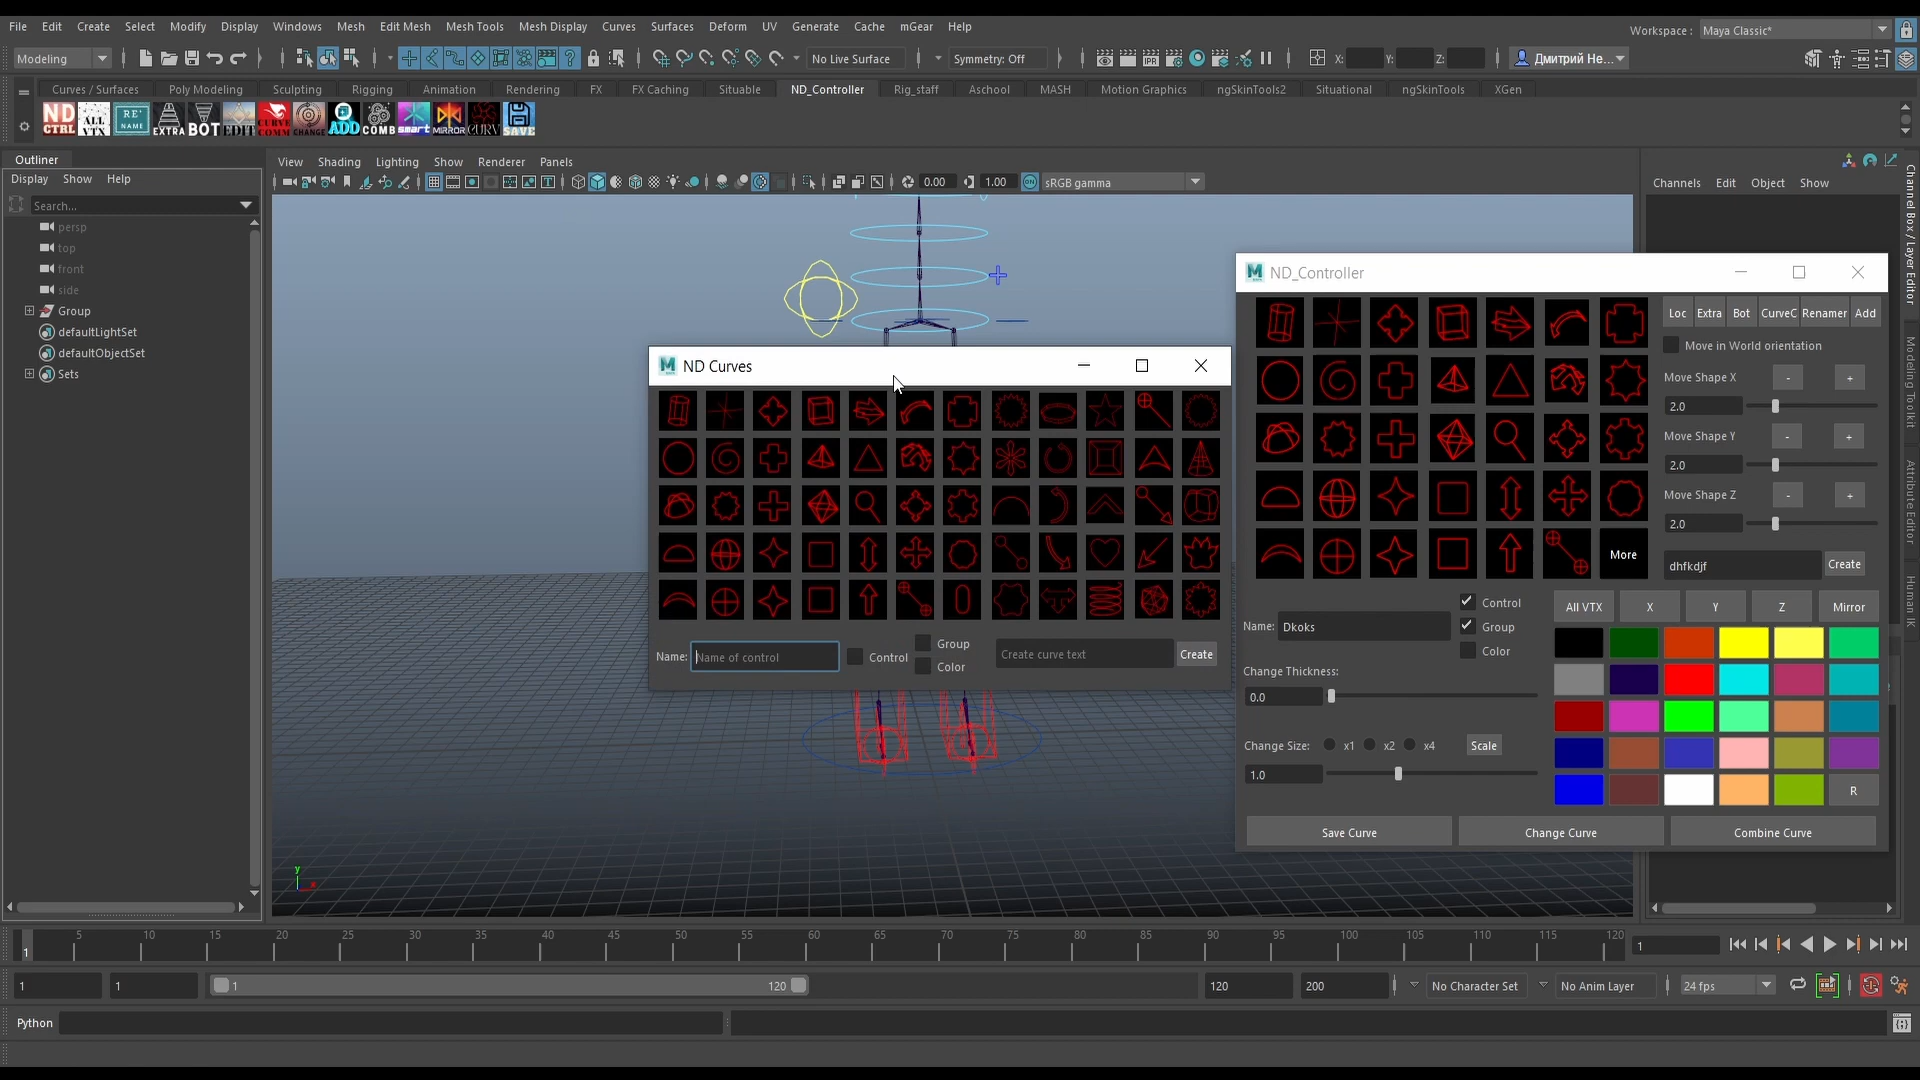 File Edit Create Select Modify Display Windows Mesh Edit Mesh Mesh Tools Mesh Display Curves Surfaces Deform UV Generate Cache mGear Help
Workspace : Maya Classic*
Modeling No Live Surface Symmetry: Off X: Y: Z: Дмитрий Не...
Curves / Surfaces Poly Modeling Sculpting Rigging Animation Rendering FX FX Caching Situable ND_Controller Rig_staff Aschool MASH Motion Graphics ngSkinTools2 Situational ngSkinTools XGen
ND CTRL ALL VTX RE' NAME EXTRA BOT EDIT CURVE COMM CHANGE ADD COMB smart MIRROR CURV SAVE
Outliner
Display Show Help
Search...
persp
top
front
side
Group
defaultLightSet
defaultObjectSet
Sets
View Shading Lighting Show Renderer Panels
0.00 1.00 sRGB gamma
Channels Edit Object Show
Channel Box / Layer Editor
Modeling Toolkit
Attribute Editor
Human IK
ND Curves
Name: Name of control Control Group Color Create curve text Create
ND_Controller
Loc Extra Bot CurveC Renamer Add
Move in World orientation
Move Shape X - +
2.0
Move Shape Y - +
2.0
Move Shape Z - +
2.0
More
dhfkdjf Create
Name: Dkoks
Control
Group
Color
All VTX X Y Z Mirror
Change Thickness:
0.0
Change Size: x1 x2 x4 Scale
1.0
R
Save Curve Change Curve Combine Curve
y x
5 10 15 20 25 30 35 40 45 50 55 60 65 70 75 80 85 90 95 100 105 110 115 120
1 1
1 1 1 120 120 200 No Character Set No Anim Layer 24 fps
Python